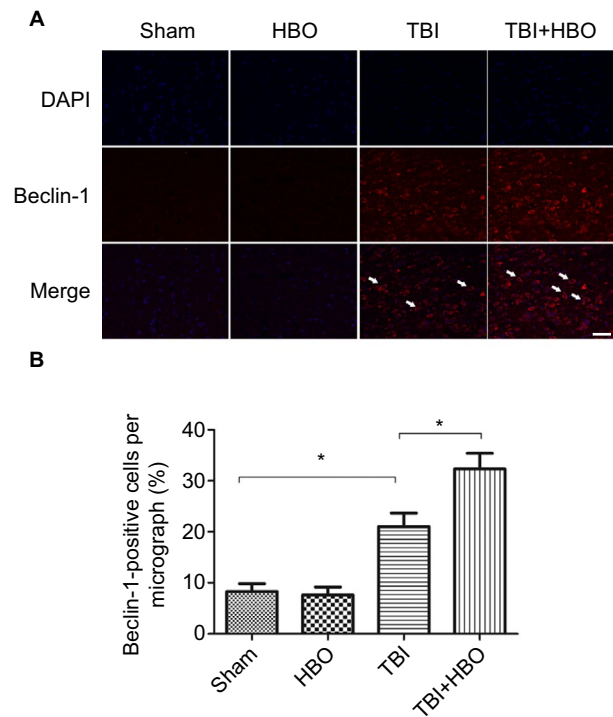 A
Sham HBO TBI TBI+HBO
DAPI
Beclin-1
Merge
B
Beclin-1-positive cells per
micrograph (%)
40
30
20
10
0
*
*
Sham
HBO
TBI
TBI+HBO